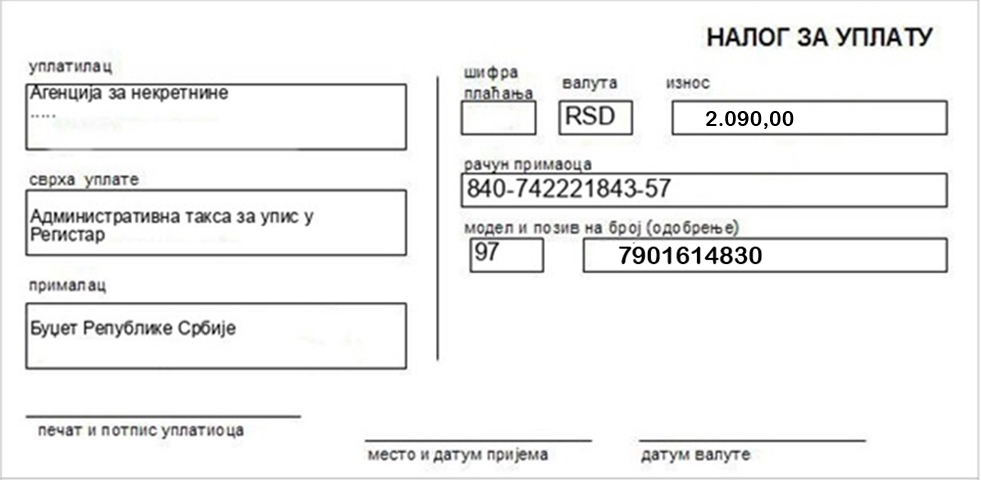 НАЛОГ ЗА УПЛАТУ
уплатилац
Агенција за некретнине
.....
сврха уплате
Административна такса за упис у
Регистар
прималац
Буџет Републике Србије
печат и потпис уплатиоца
шифра
плаћања
валута
износ
RSD
2.090,00
рачун примаоца
840-742221843-57
модел и позив на број (одобрење)
97
7901614830
место и датум пријема
датум валуте